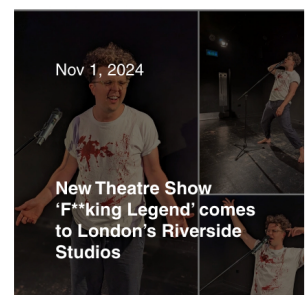 Nov 1, 2024
New Theatre Show
‘F**king Legend’ comes
to London’s Riverside
Studios